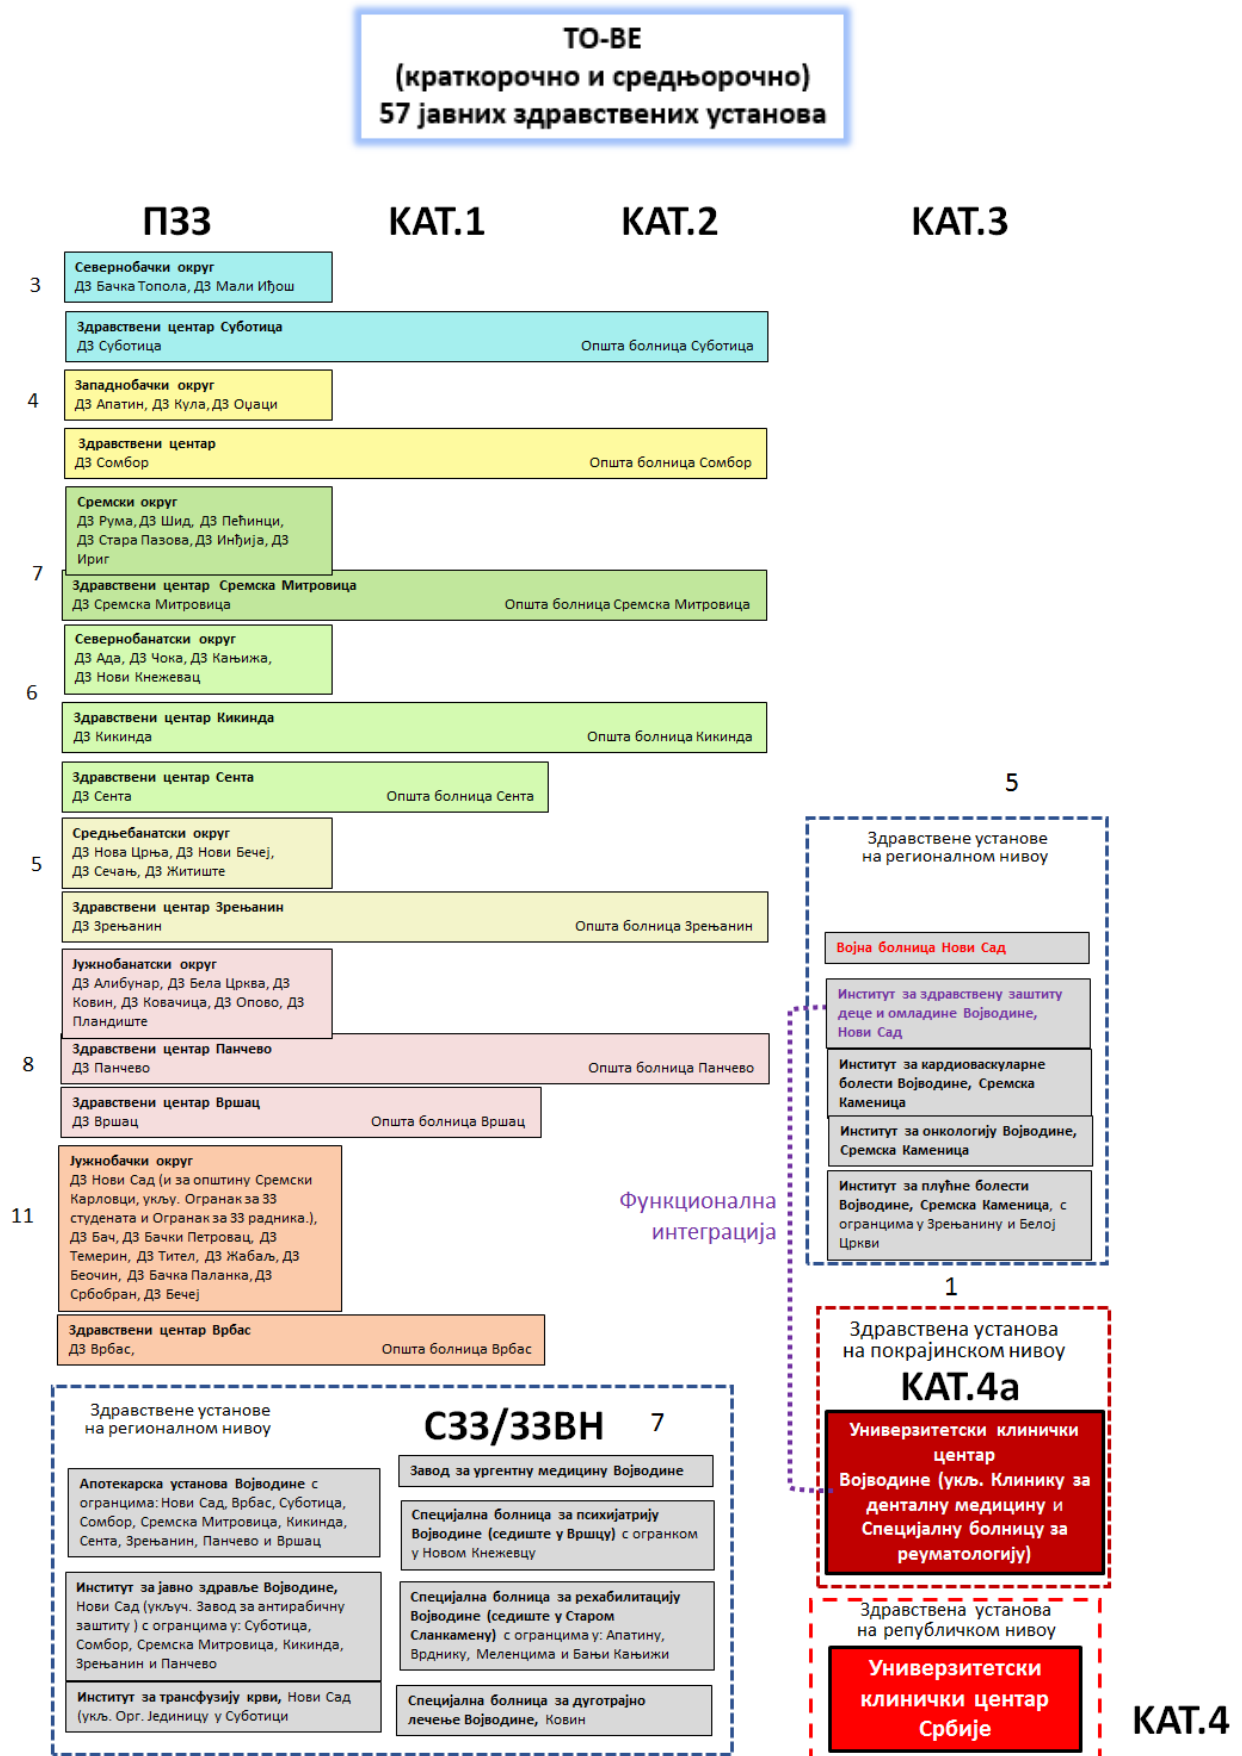 ТО-ВЕ
(краткорочно и средњорочно)
57 јавних здравствених установа
ПЗЗ
КАТ.1
КАТ.2
КАТ.3
3
Севернобачки округ
ДЗ Бачка Топола, ДЗ Мали Иђош
Здравствени центар Суботица
ДЗ Суботица
Општа болница Суботица
4
Западнобачки округ
ДЗ Апатин, ДЗ Кула, ДЗ Оџаци
Здравствени центар
ДЗ Сомбор
Општа болница Сомбор
7
Сремски округ
ДЗ Рума, ДЗ Шид, ДЗ Пећинци,
ДЗ Стара Пазова, ДЗ Инђија, ДЗ
Ириг
Здравствени центар Сремска Митровица
ДЗ Сремска Митровица
Општа болница Сремска Митровица
6
Севернобанатски округ
ДЗ Ада, ДЗ Чока, ДЗ Кањижа,
ДЗ Нови Кнежевац
Здравствени центар Кикинда
ДЗ Кикинда
Општа болница Кикинда
Здравствени центар Сента
ДЗ Сента
Општа болница Сента
5
Средњебанатски округ
ДЗ Нова Црња, ДЗ Нови Бечеј,
ДЗ Сечањ, ДЗ Житиште
Здравствени центар Зрењанин
ДЗ Зрењанин
Општа болница Зрењанин
8
Јужнобанатски округ
ДЗ Алибунар, ДЗ Бела Црква, ДЗ
Ковин, ДЗ Ковачица, ДЗ Опово, ДЗ
Пландиште
Здравствени центар Панчево
ДЗ Панчево
Општа болница Панчево
Здравствени центар Вршац
ДЗ Вршац
Општа болница Вршац
11
Јужнобачки округ
ДЗ Нови Сад (и за општину Сремски
Карловци, укљу. Огранак за ЗЗ
студената и Огранак за ЗЗ радника.),
ДЗ Бач, ДЗ Бачки Петровац, ДЗ
Темерин, ДЗ Тител, ДЗ Жабаљ, ДЗ
Беочин, ДЗ Бачка Паланка, ДЗ
Србобран, ДЗ Бечеј
Здравствени центар Врбас
ДЗ Врбас,
Општа болница Врбас
5
Здравствене установе
на регионалном нивоу
Војна болница Нови Сад
Институт за здравствену заштиту
деце и омладине Војводине,
Нови Сад
Институт за кардиоваскуларне
болести Војводине, Сремска
Каменица
Институт за онкологију Војводине,
Сремска Каменица
Институт за плућне болести
Војводине, Сремска Каменица, с
огранцима у Зрењанину и Белој
Цркви
Функционална
интеграција
1
Здравствена установа
на покрајинском нивоу
КАТ.4а
Универзитетски клинички
центар
Војводине (укљ. Клинику за
денталну медицину и
Специјалну болницу за
реуматологију)
Здравствене установе
на регионалном нивоу
СЗЗ/ЗЗВН
7
Апотекарска установа Војводине с
огранцима: Нови Сад, Врбас, Суботица,
Сомбор, Сремска Митровица, Кикинда,
Сента, Зрењанин, Панчево и Вршац
Институт за јавно здравље Војводине,
Нови Сад (укључ. Завод за антирабичну
заштиту ) с огранцима у: Суботица,
Сомбор, Сремска Митровица, Кикинда,
Зрењанин и Панчево
Институт за трансфузију крви, Нови Сад
(укљ. Орг. Јединицу у Суботици
Завод за ургентну медицину Војводине
Специјална болница за психијатрију
Војводине (седиште у Вршцу) с огранком
у Новом Кнежевцу
Специјална болница за рехабилитацију
Војводине (седиште у Старом
Сланкамену) с огранцима у: Апатину,
Врднику, Меленцима и Бањи Кањижи
Специјална болница за дуготрајно
лечење Војводине, Ковин
Здравствена установа
на републичком нивоу
Универзитетски
клинички центар
Србије
КАТ.4